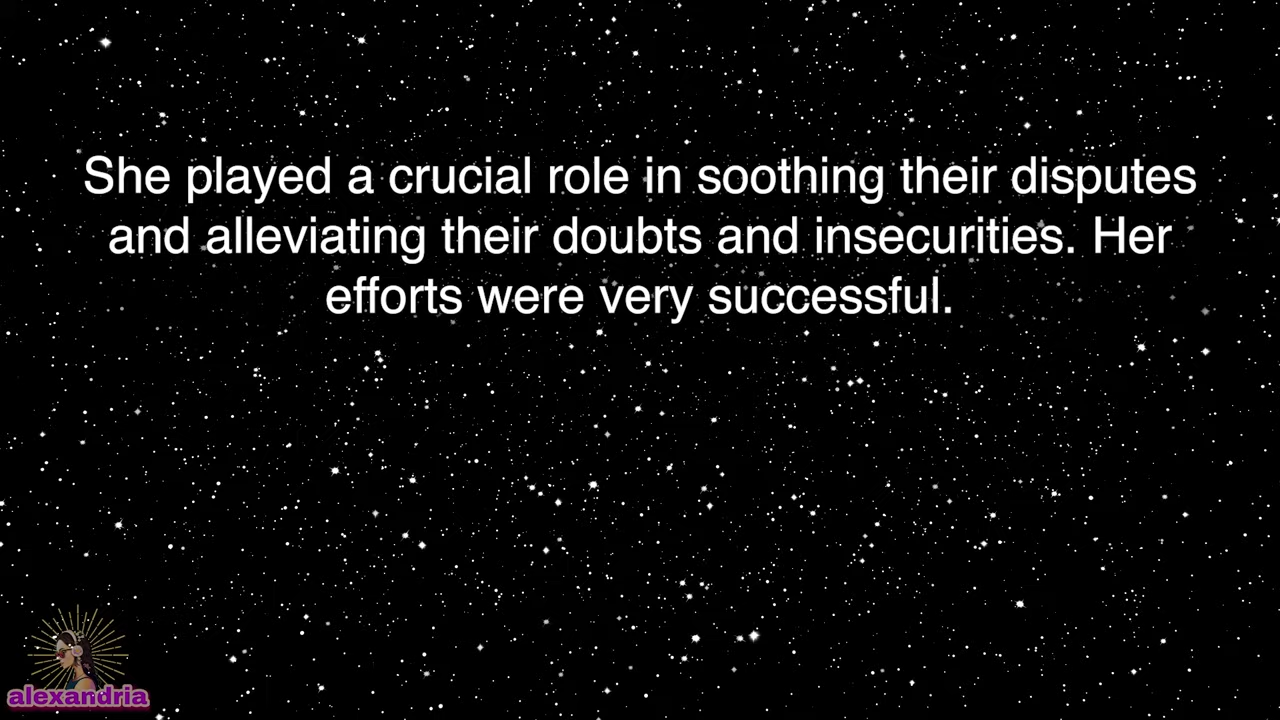 She played a crucial role in soothing their disputes
and alleviating their doubts and insecurities. Her
efforts were very successful.
alexandria